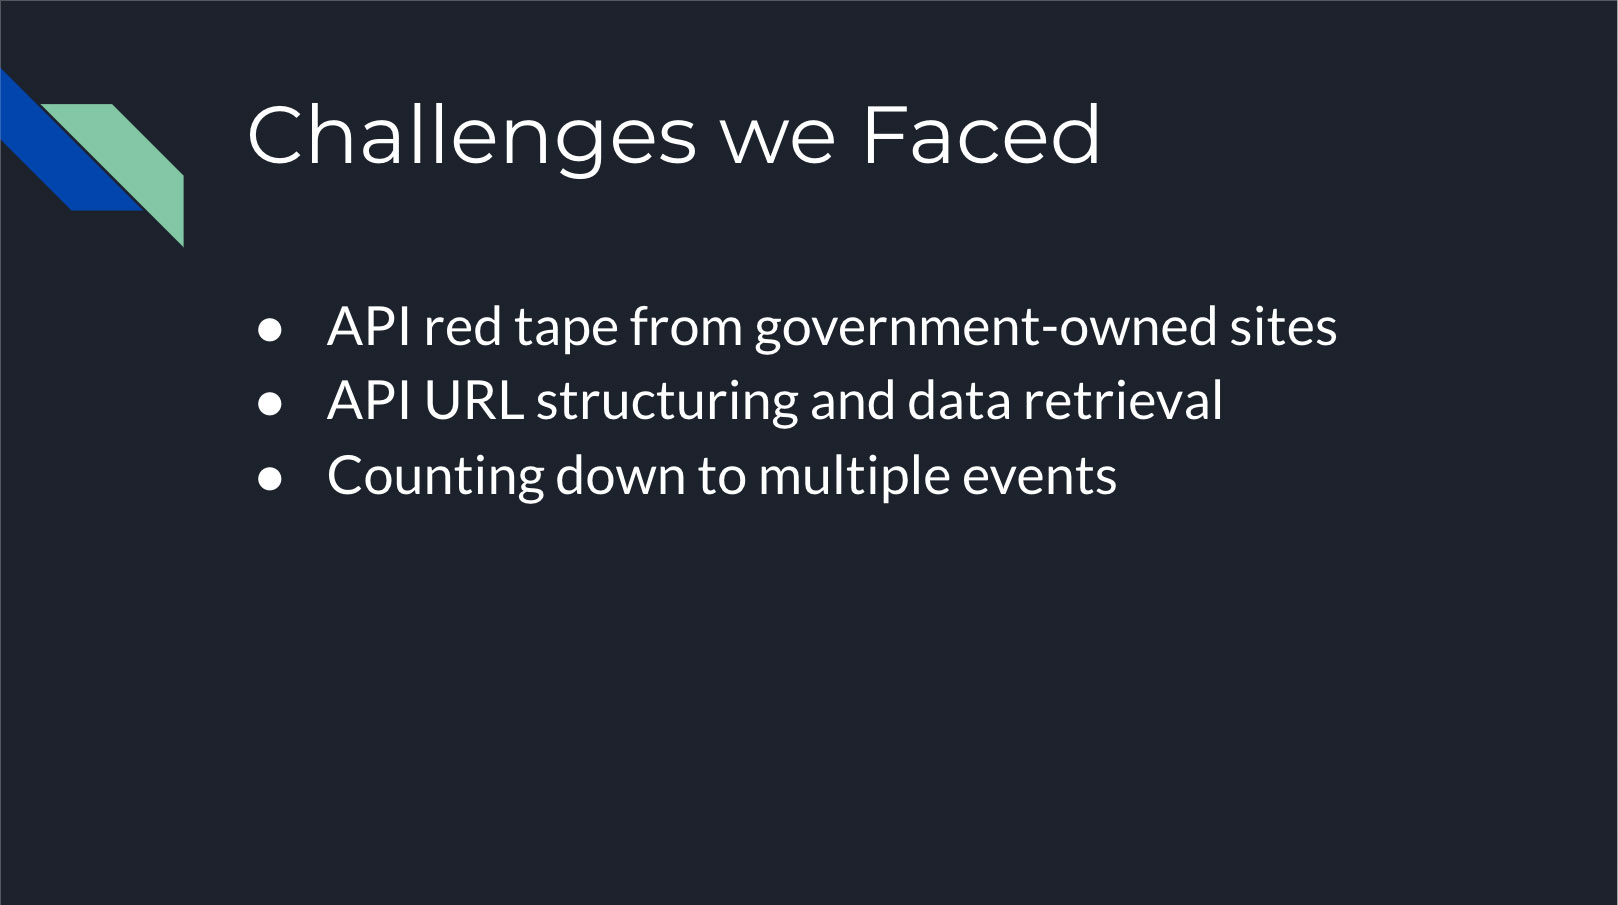 Challenges we Faced
● API red tape from government-owned sites
● API URL structuring and data retrieval
● Counting down to multiple events